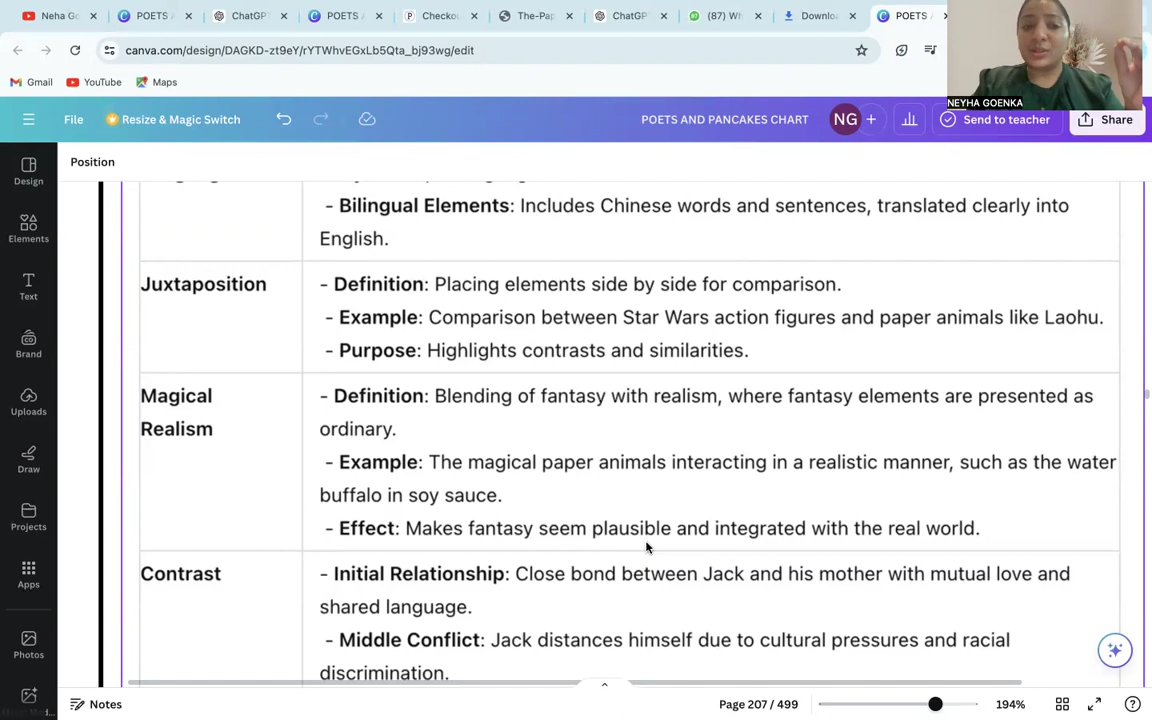 Neha Go
POETS A
ChatGPT
POETS A
Checkou
The-Pap
ChatGPT
(87) Wh
Downloa
POETS A
canva.com/design/DAGKD-zt9eY/rYTWhvEGxLb5Qta_bj93wg/edit
Gmail
YouTube
Maps
NEYHA GOENKA
File
Resize & Magic Switch
POETS AND PANCAKES CHART
NG
Send to teacher
Share
Design
Elements
Text
Brand
Uploads
Draw
Projects
Apps
Photos
Position
- Bilingual Elements: Includes Chinese words and sentences, translated clearly into
English.
Juxtaposition
- Definition: Placing elements side by side for comparison.
- Example: Comparison between Star Wars action figures and paper animals like Laohu.
- Purpose: Highlights contrasts and similarities.
Magical
Realism
- Definition: Blending of fantasy with realism, where fantasy elements are presented as
ordinary.
- Example: The magical paper animals interacting in a realistic manner, such as the water
buffalo in soy sauce.
- Effect: Makes fantasy seem plausible and integrated with the real world.
Contrast
- Initial Relationship: Close bond between Jack and his mother with mutual love and
shared language.
- Middle Conflict: Jack distances himself due to cultural pressures and racial
discrimination.
Notes
Page 207 / 499
194%